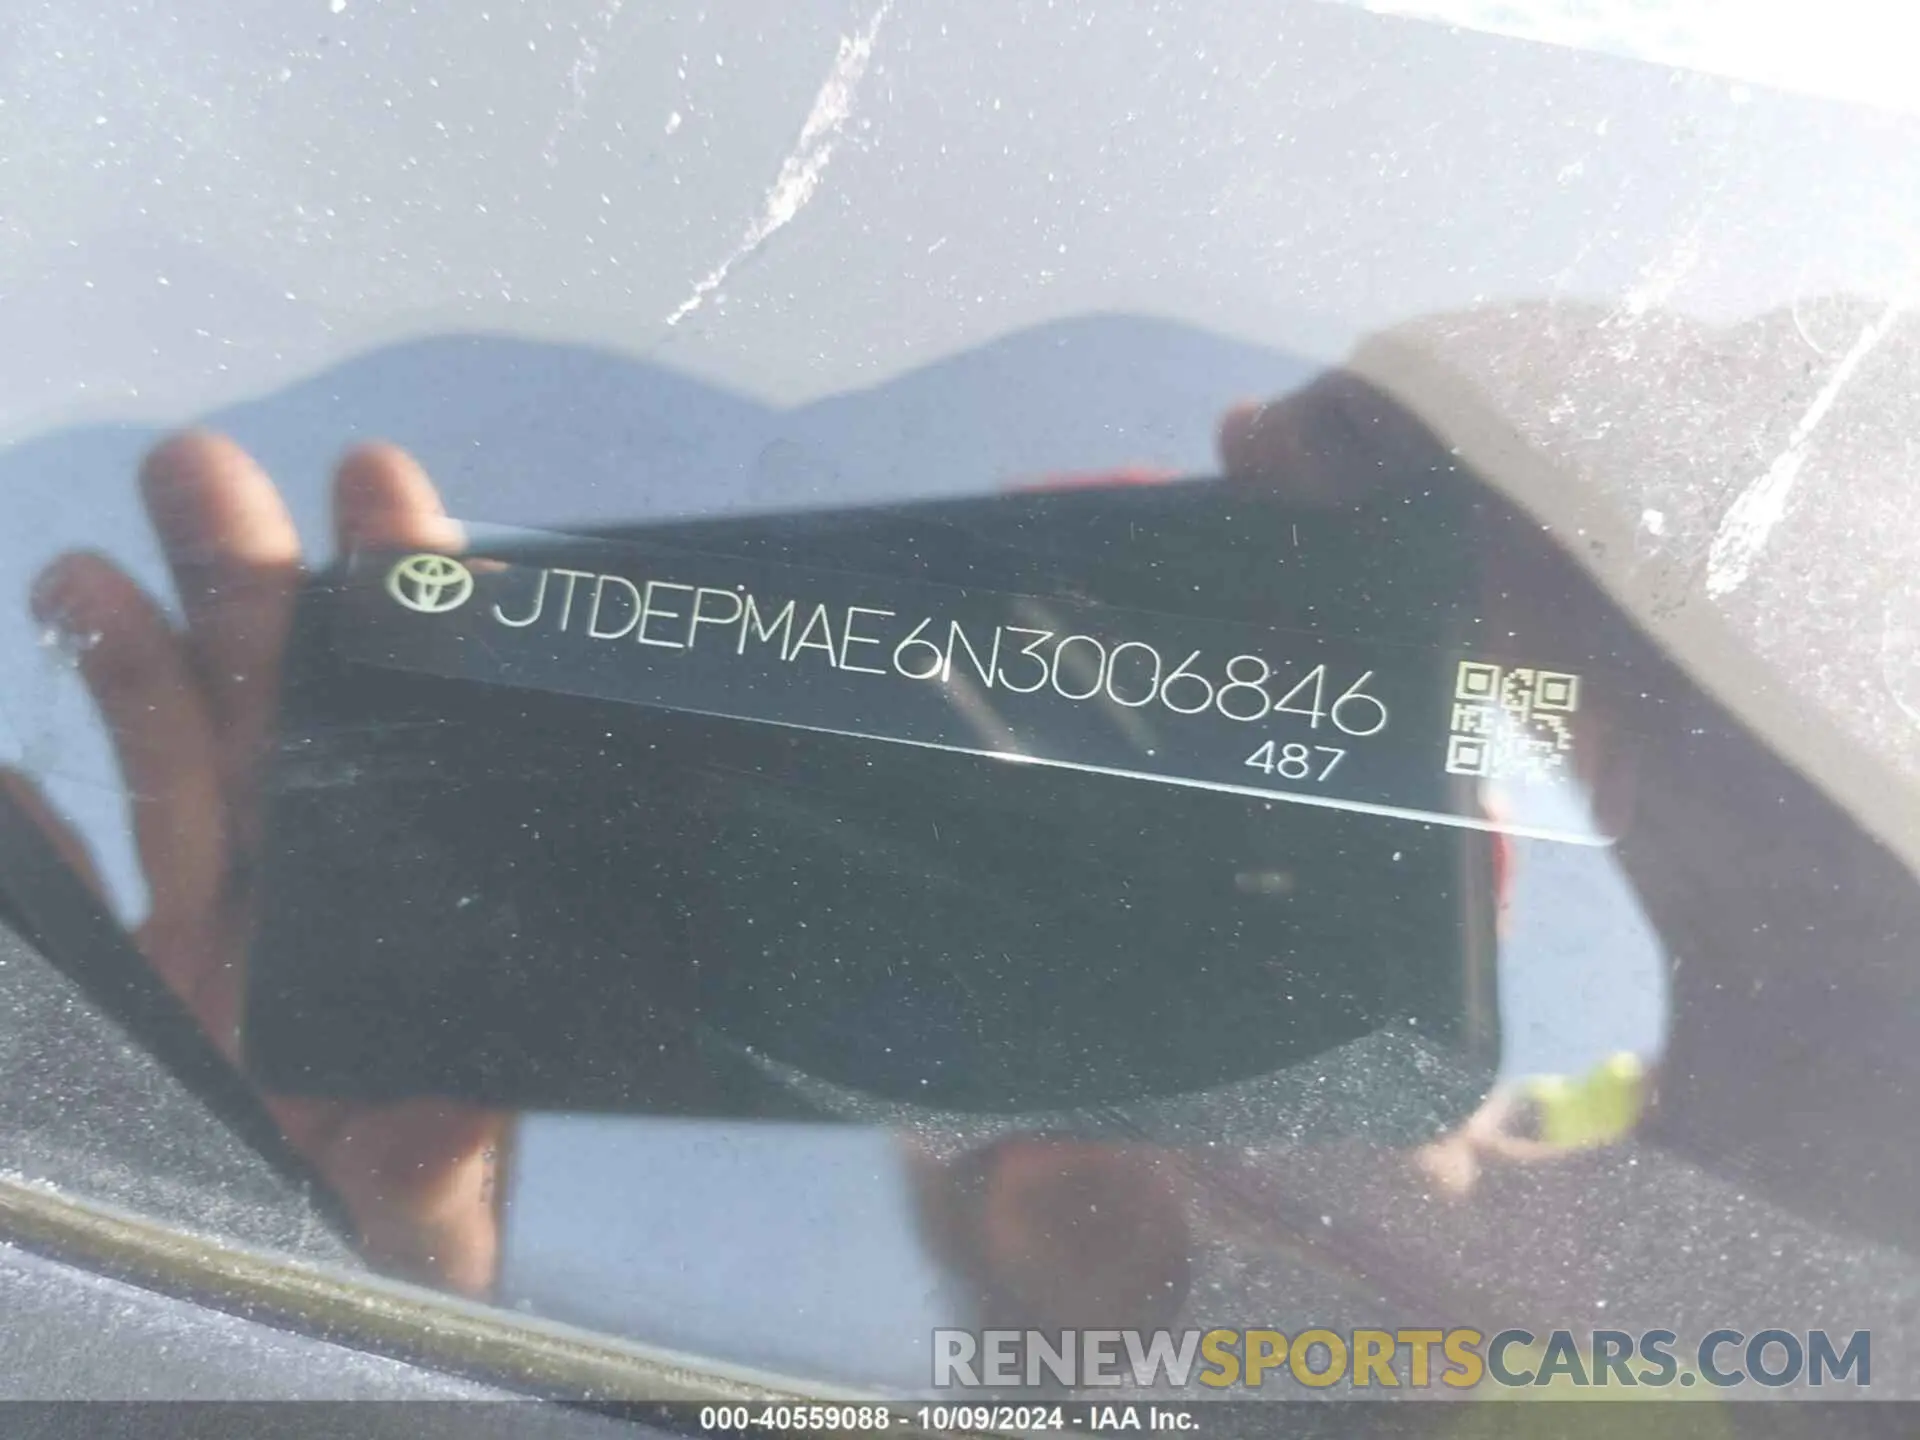 JTDEPMAE6N3006846
487
RENEWSPORTSCARS.COM
000-40559088 - 10/09/2024 - IAA Inc.